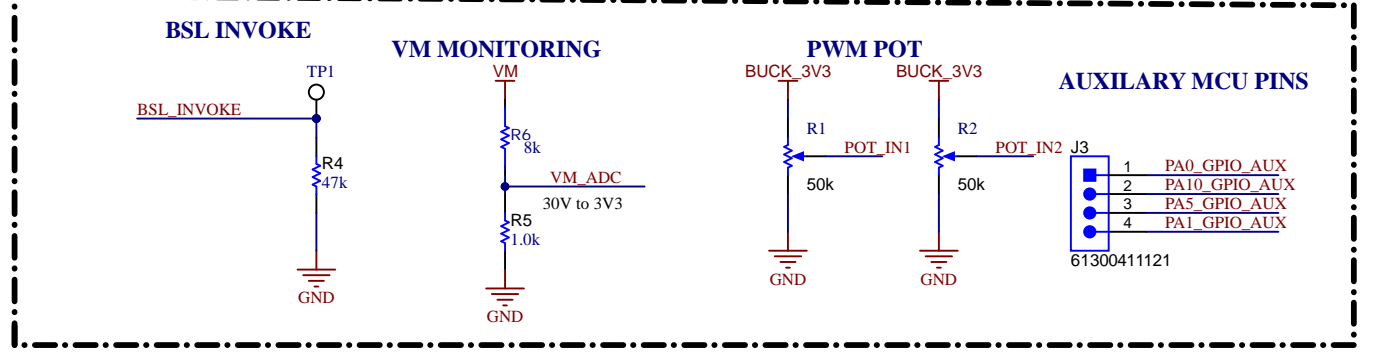 BSL INVOKE
TP1
BSL_INVOKE
R4
47k
GND
VM MONITORING
VM
R6
8k
VM_ADC
30V to 3V3
R5
1.0k
GND
PWM POT
BUCK_3V3
R1
POT_IN1
50k
GND
BUCK_3V3
R2
POT_IN2
50k
GND
AUXILARY MCU PINS
J3
1 PA0_GPIO_AUX
2 PA10_GPIO_AUX
3 PA5_GPIO_AUX
4 PA1_GPIO_AUX
61300411121